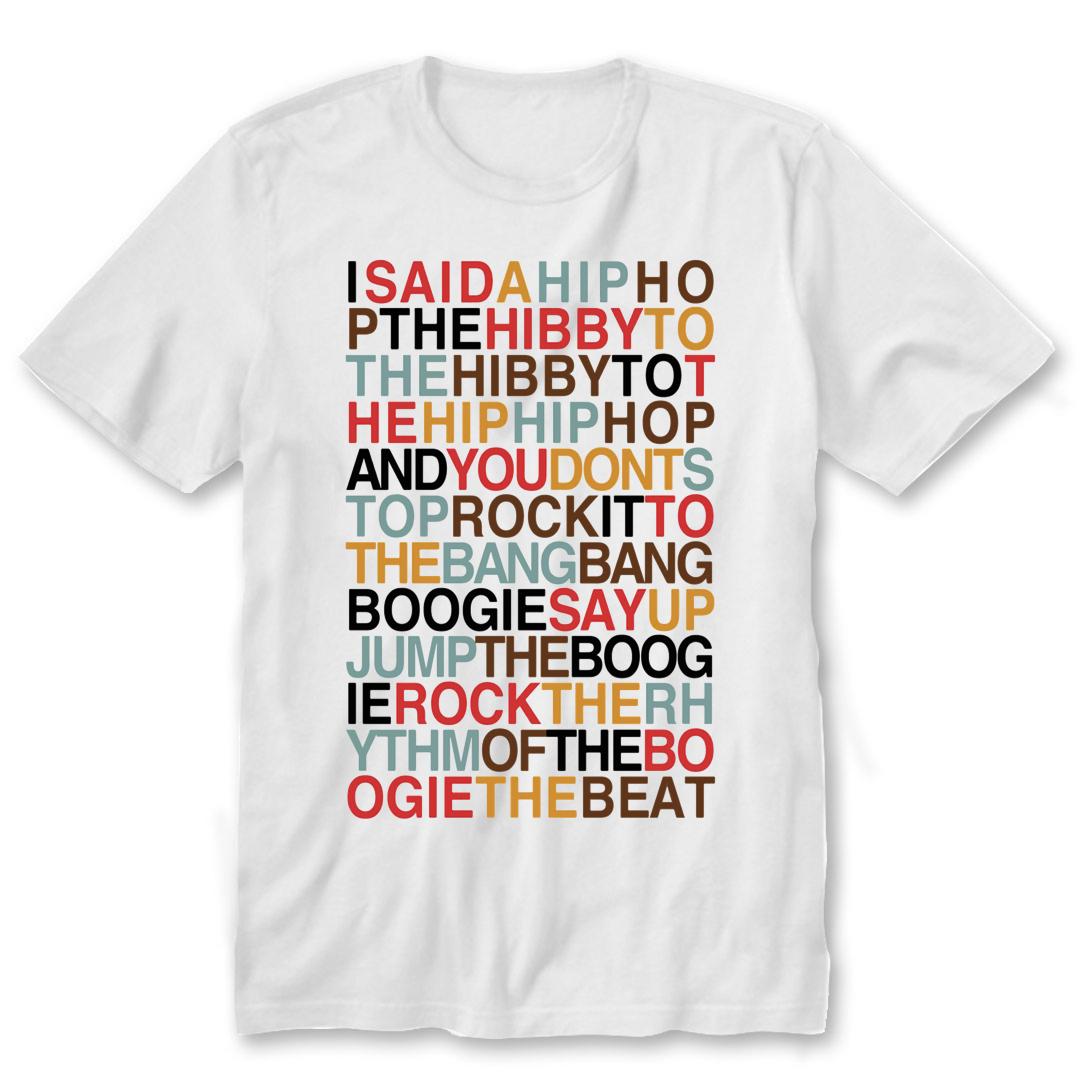 ISAIDAHIPHO
PTHEHIBBYTO
THEHIBBYTOT
HEHIPHIPHOP
ANDYOUDONTS
TOPROCKITTO
THEBANGBANG
BOOGIESAYUP
JUMPTHEBOOG
IEROCKTHERH
YTHMOFTHEBO
OGIETHEBEAT